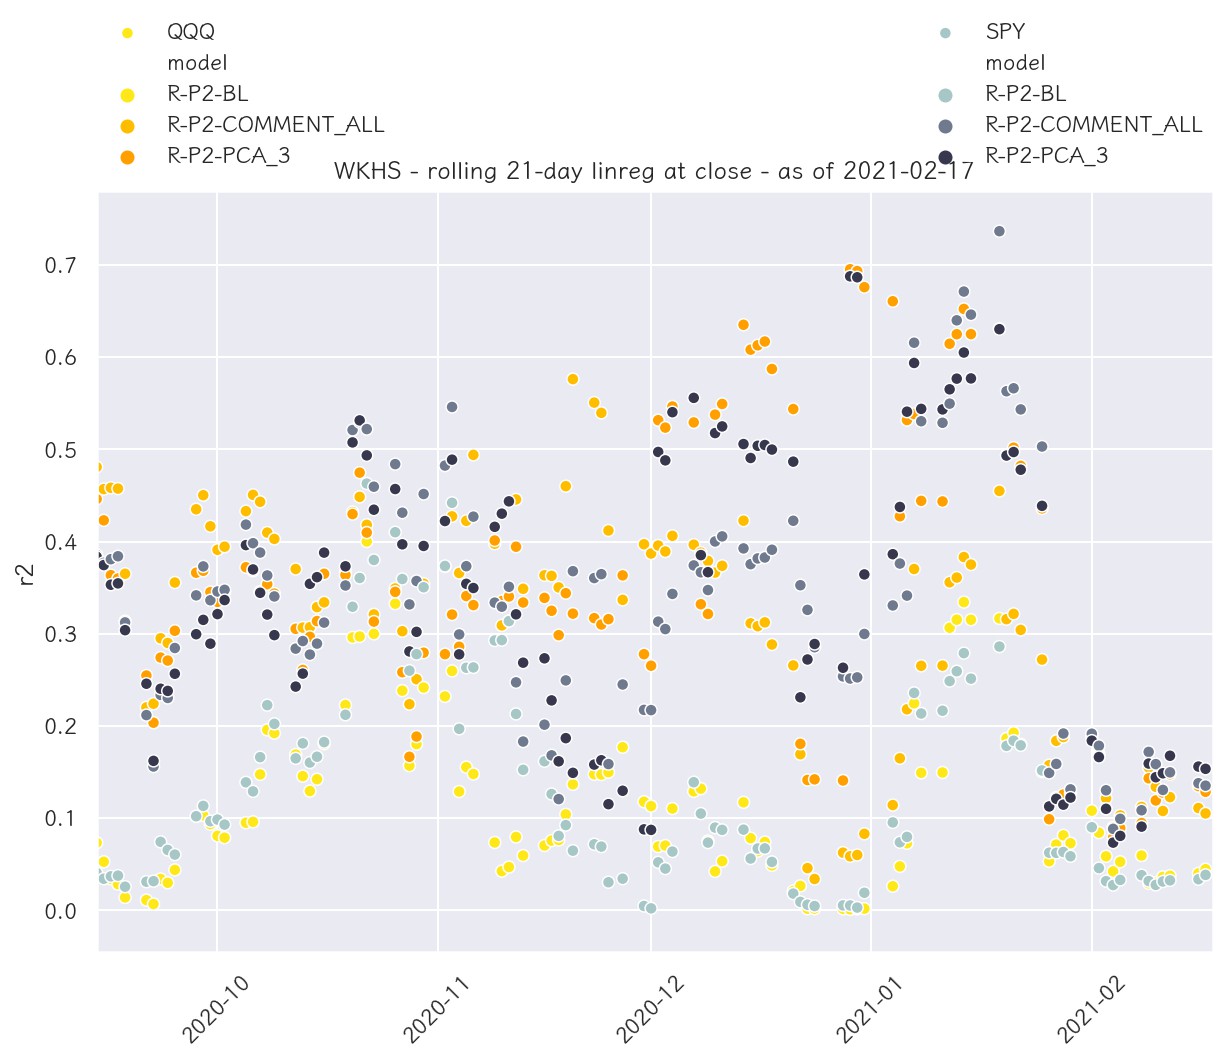 QQQ
model
R-P2-BL
R-P2-COMMENT_ALL
R-P2-PCA_3
SPY
model
R-P2-BL
R-P2-COMMENT_ALL
R-P2-PCA_3
WKHS - rolling 21-day linreg at close - as of 2021-02-17
r2
0.7
0.6
0.5
0.4
0.3
0.2
0.1
0.0
2020-10
2020-11
2020-12
2021-01
2021-02